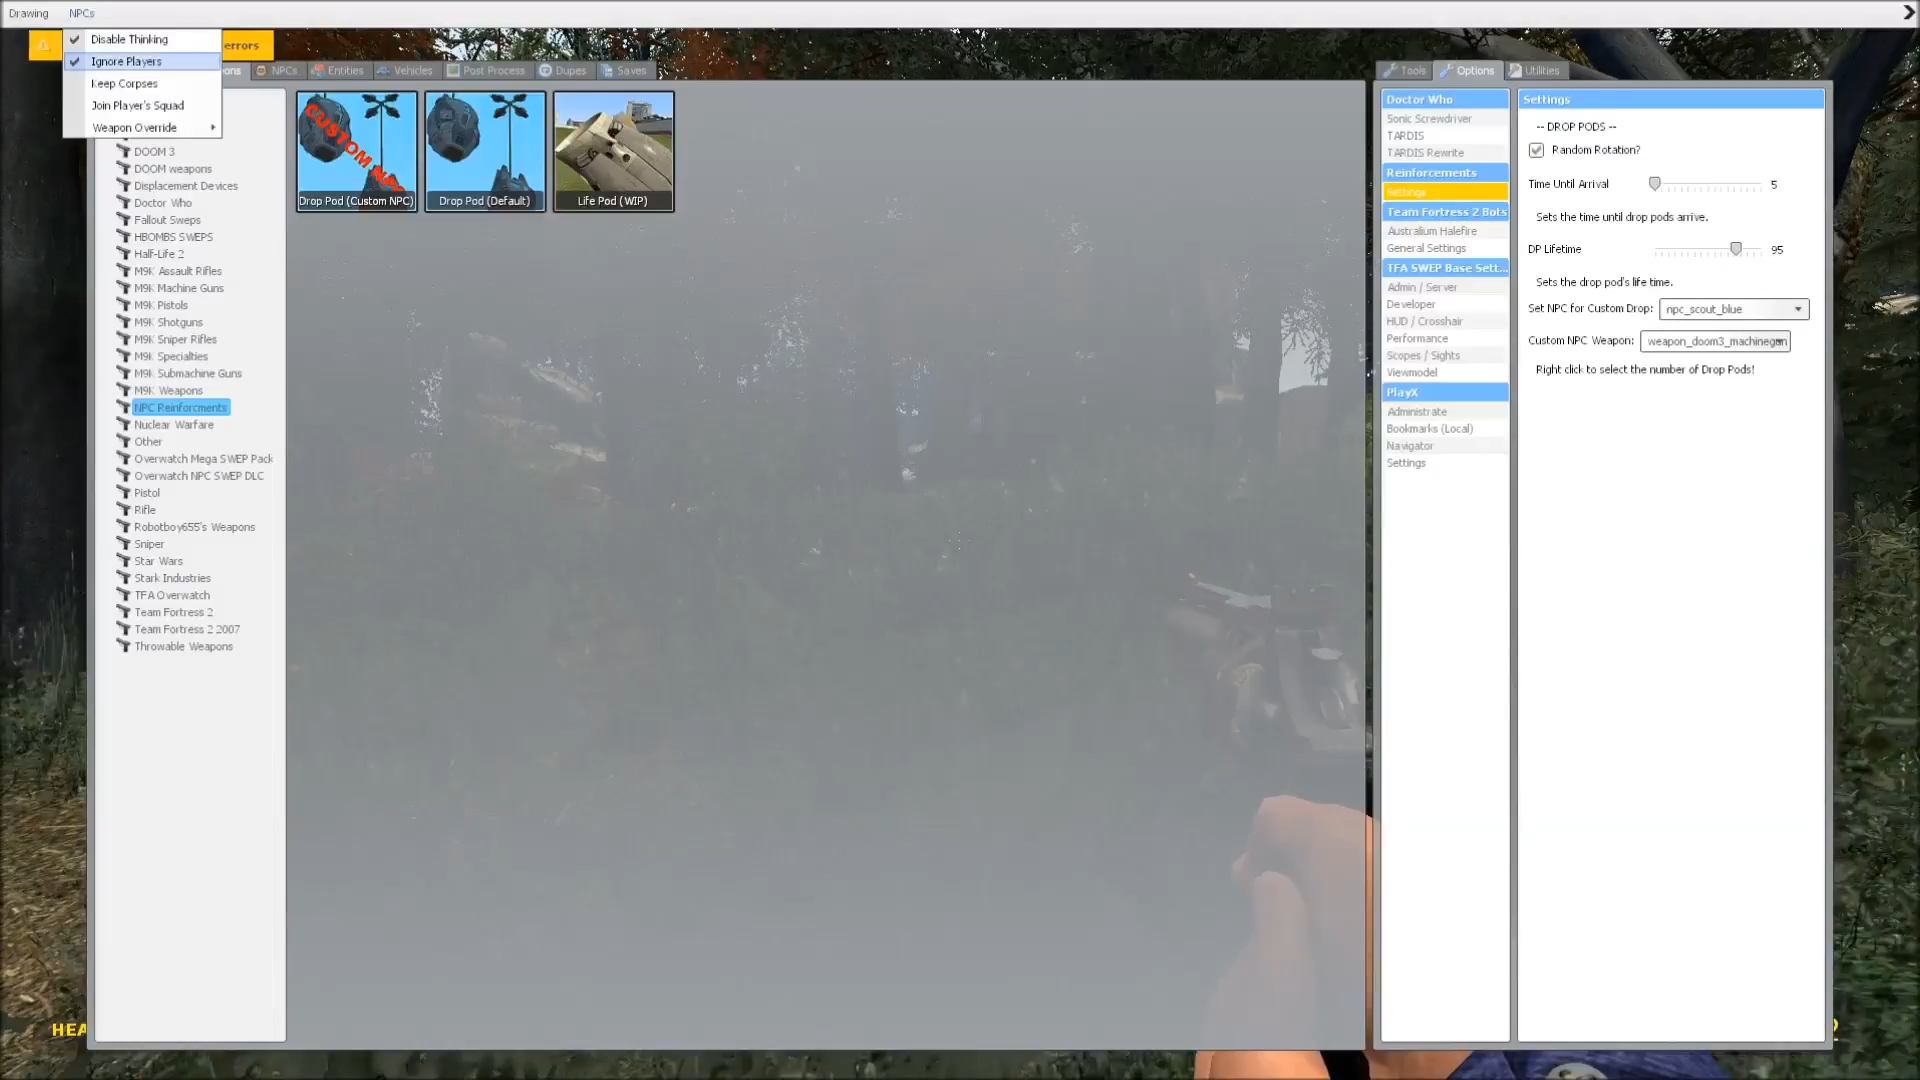 Drawing NPCs
Disable Thinking
Ignore Players
Keep Corpses
Join Player's Squad
Weapon Override
errors
NPCs
Entities
Vehicles
Post Process
Dupes
Saves
DOOM 3
DOOM weapons
Displacement Devices
Doctor Who
Fallout Sweps
HBOMBS SWEPS
Half-Life 2
M9K Assault Rifles
M9K Machine Guns
M9K Pistols
M9K Shotguns
M9K Sniper Rifles
M9K Specialties
M9K Submachine Guns
M9K Weapons
NPC Reinforcments
Nuclear Warfare
Other
Overwatch Mega SWEP Pack
Overwatch NPC SWEP DLC
Pistol
Rifle
Robotboy655's Weapons
Sniper
Star Wars
Stark Industries
TFA Overwatch
Team Fortress 2
Team Fortress 2 2007
Throwable Weapons
CUSTOM NPC
Drop Pod (Custom NPC)
Drop Pod (Default)
Life Pod (WIP)
Tools
Options
Utilities
Doctor Who
Sonic Screwdriver
TARDIS
TARDIS Rewrite
Reinforcements
Settings
Team Fortress 2 Bots
Australium Halefire
General Settings
TFA SWEP Base Sett...
Admin / Server
Developer
HUD / Crosshair
Performance
Scopes / Sights
Viewmodel
PlayX
Administrate
Bookmarks (Local)
Navigator
Settings
Settings
-- DROP PODS --
Random Rotation?
Time Until Arrival 5
Sets the time until drop pods arrive.
DP Lifetime 95
Sets the drop pod's life time.
Set NPC for Custom Drop: npc_scout_blue
Custom NPC Weapon: weapon_doom3_machinegun
Right click to select the number of Drop Pods!
HEA